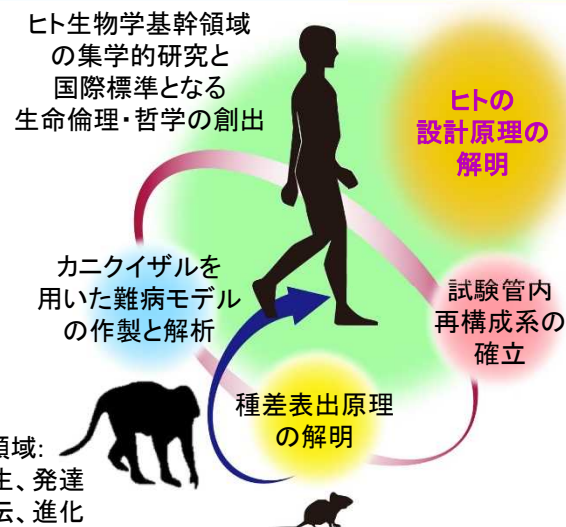 ヒト生物学基幹領域
の集学的研究と
国際標準となる
生命倫理・哲学の創出
ヒトの
設計原理の
解明
カニクイザルを
用いた難病モデル
の作製と解析
試験管内
再構成系の
確立
種差表出原理
の解明
領域:
生、発達
伝、進化